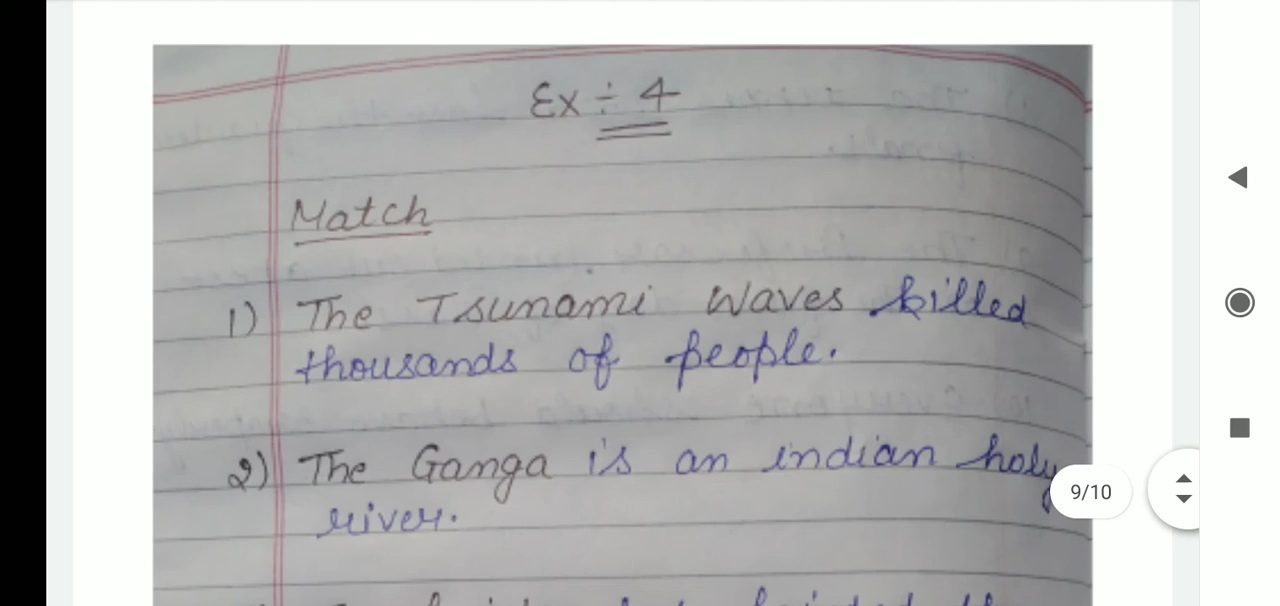 Ex ÷ 4
Match
1) The Tsunami Waves killed
thousands of people.
2) The Ganga is an indian holy
river.
9/10